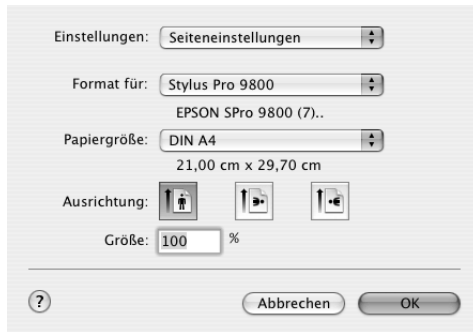 Einstellungen: Seiteneinstellungen
Format für: Stylus Pro 9800
EPSON SPro 9800 (7)..
Papiergröße: DIN A4
21,00 cm x 29,70 cm
Ausrichtung:
Größe: 100 %
? Abbrechen OK